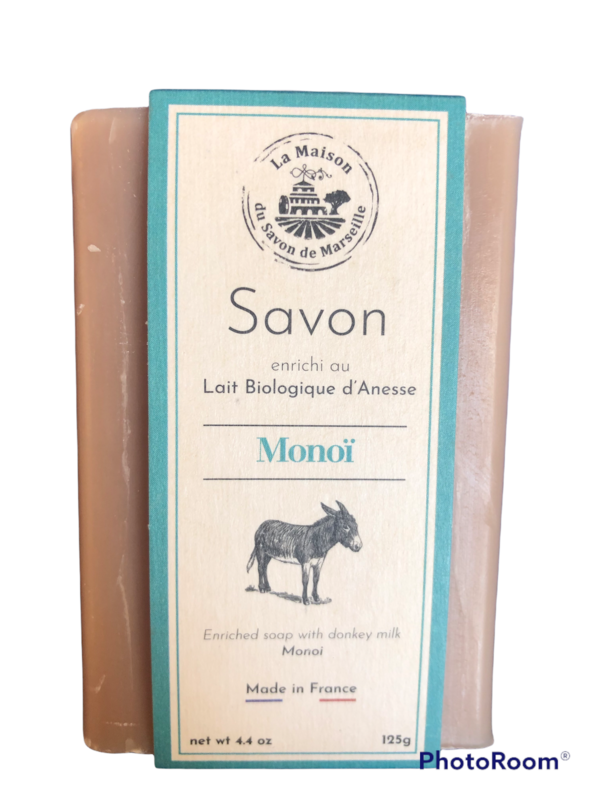 La Maison
du Savon de Marseille
Savon
enrichi au
Lait Biologique d'Anesse
Monoï
Enriched soap with donkey milk
Monoi
Made in France
net wt 4.4 oz 125g
PhotoRoom®